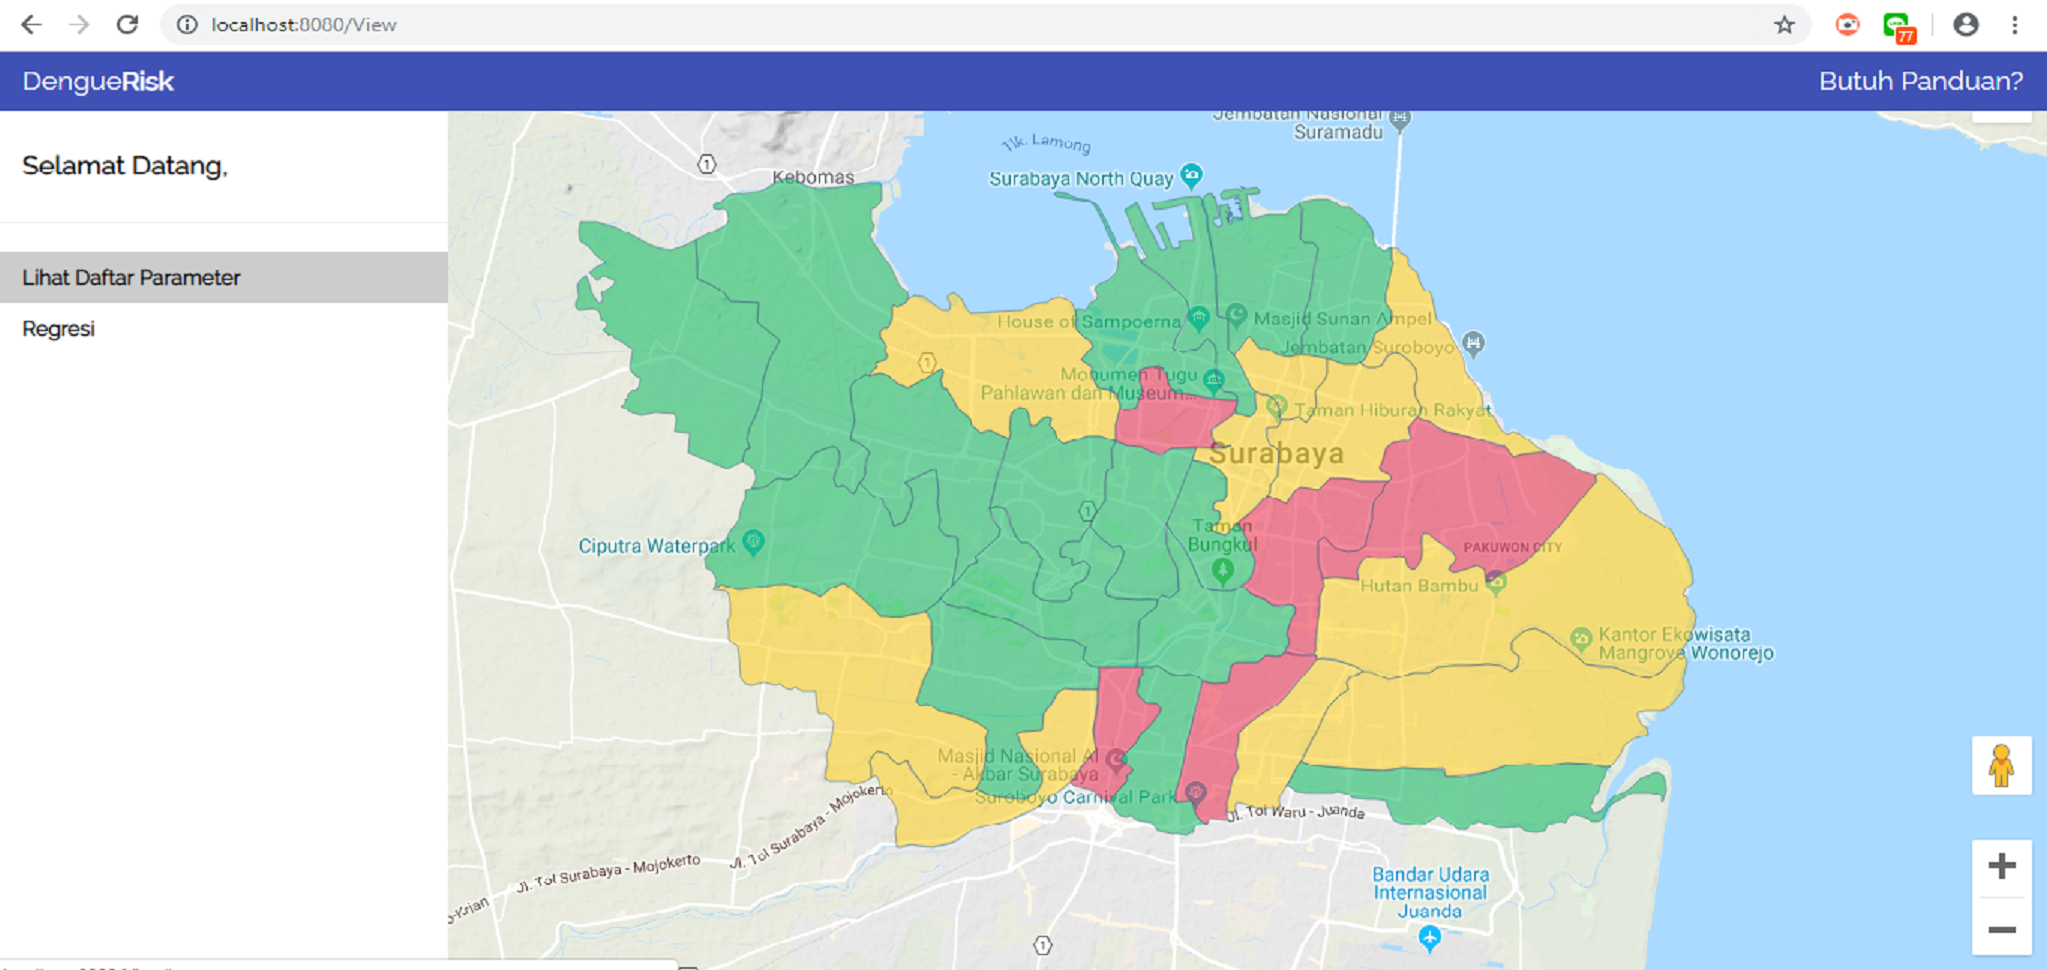 localhost:8080/View
77
DengueRisk
Butuh Panduan?
Selamat Datang,
Lihat Daftar Parameter
Regresi
Jembatan Nasional
Suramadu
Tlk. Lamong
1
Kebomas
Surabaya North Quay
House of Sampoerna
Masjid Sunan Ampel
Jembatan Suroboyo
1
Monumen Tugu
Pahlawan dan Museum...
Taman Hiburan Rakyat
Surabaya
1
Taman
Bungkul
Ciputra Waterpark
PAKUWON CITY
Hutan Bambu
Kantor Ekowisata
Mangrove Wonorejo
Masjid Nasional Al
- Akbar Surabaya
Suroboyo Carnival Park
Jl. Tol Waru - Juanda
Jl. Tol Surabaya - Mojokerto
Jl. Tol Surabaya - Mojokerto
o-Krian
Bandar Udara
Internasional
Juanda
1